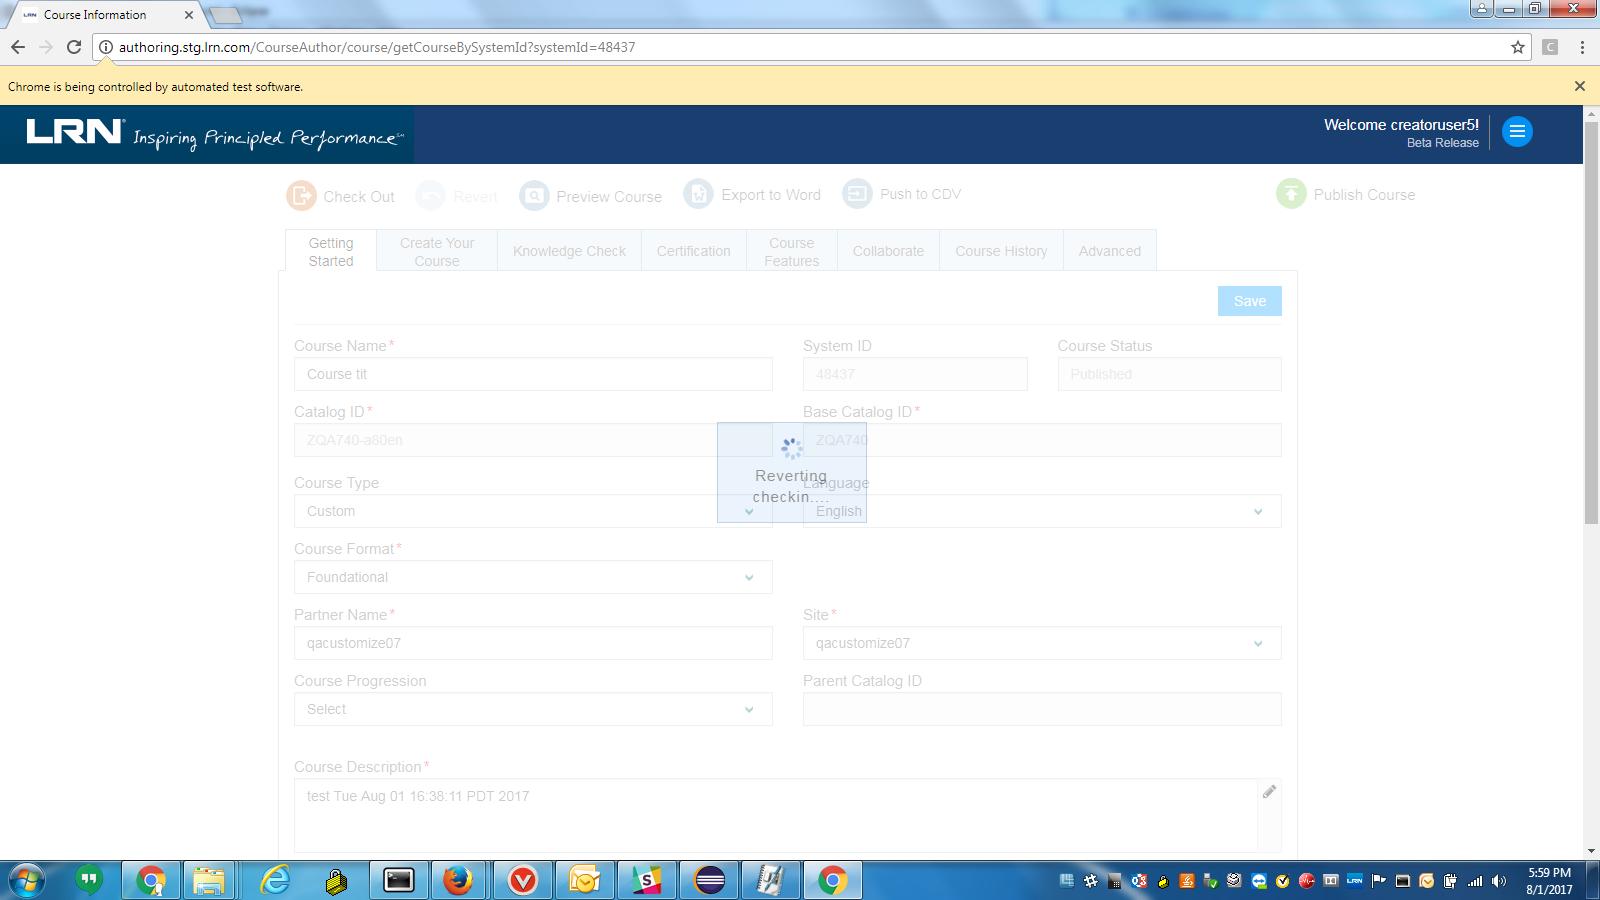 Course Information
authoring.stg.lrn.com/CourseAuthor/course/getCourseBySystemId?systemId=48437
Chrome is being controlled by automated test software.
LRN Inspiring Principled Performance
Welcome creatoruser5!
Beta Release
Check Out
Revert
Preview Course
Export to Word
Push to CDV
Publish Course
Getting Started
Create Your Course
Knowledge Check
Certification
Course Features
Collaborate
Course History
Advanced
Save
Course Name*
System ID
Course Status
Course tit
48437
Published
Catalog ID*
Base Catalog ID*
ZQA740-a80en
ZQA740
Reverting
checkin....
Course Type
Language
Custom
English
Course Format*
Foundational
Partner Name*
Site*
qacustomize07
qacustomize07
Course Progression
Parent Catalog ID
Select
Course Description*
test Tue Aug 01 16:38:11 PDT 2017
5:59 PM
8/1/2017